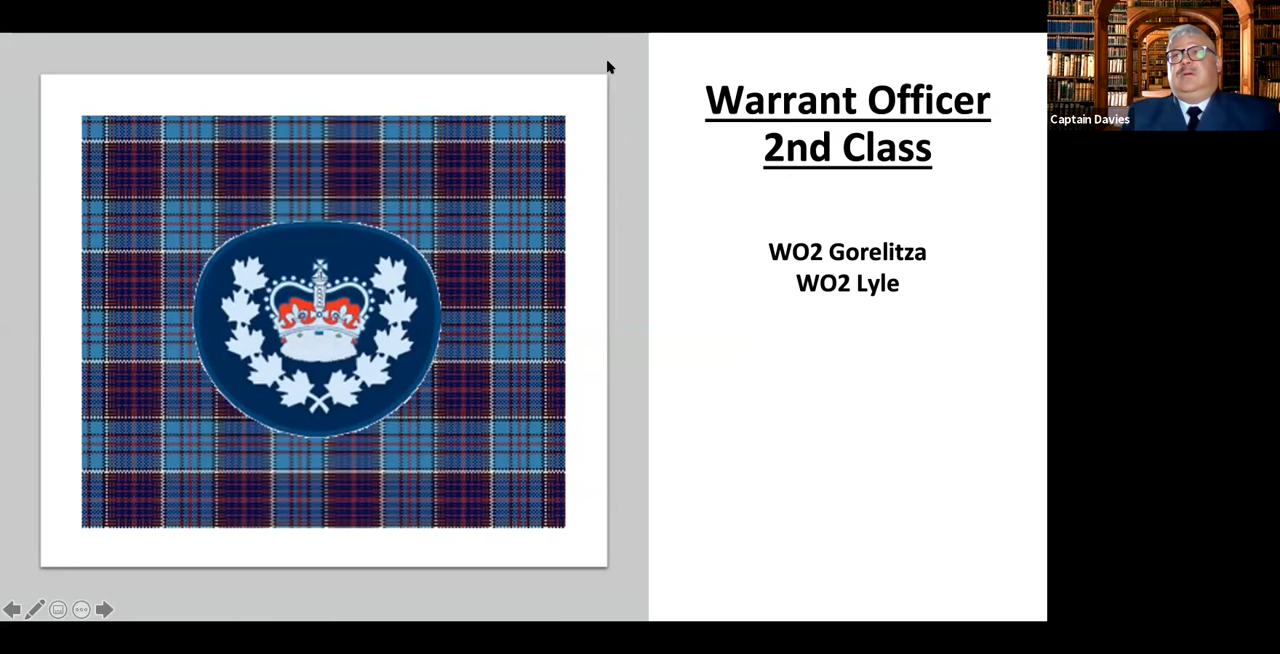 Warrant Officer
2nd Class
WO2 Gorelitza
WO2 Lyle
Captain Davies